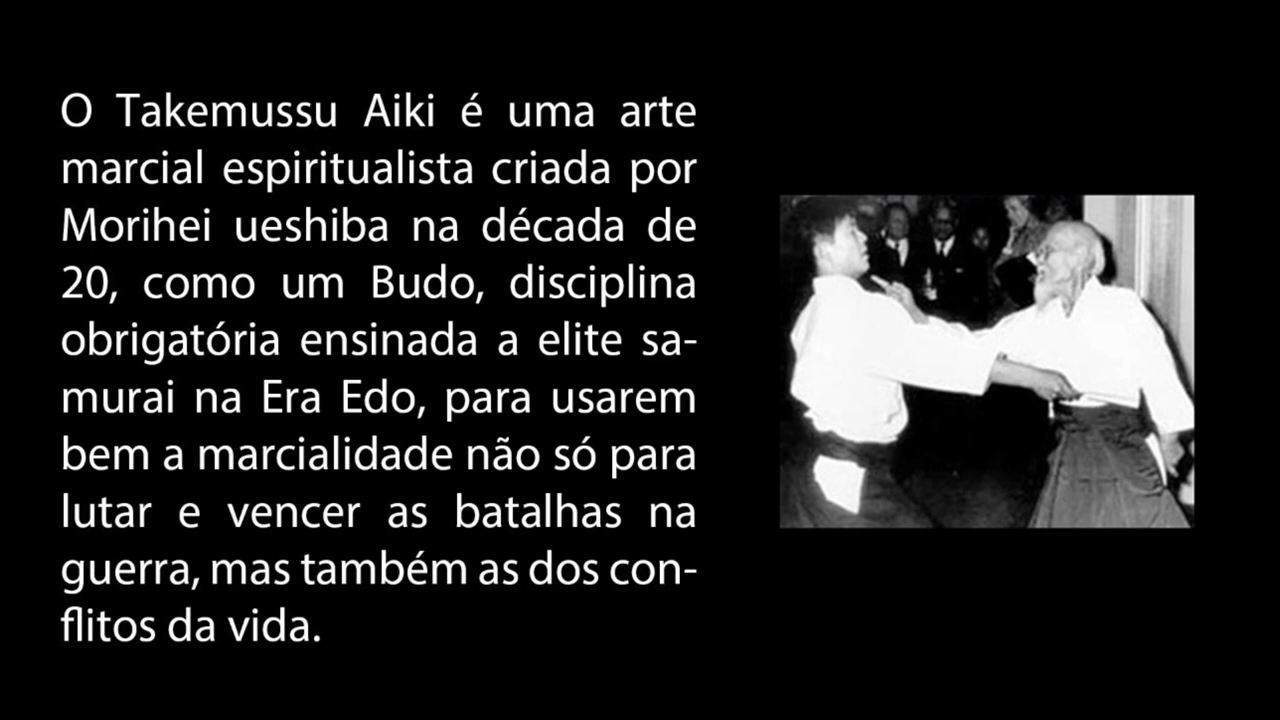 O Takemussu Aiki é uma arte
marcial espiritualista criada por
Morihei ueshiba na década de
20, como um Budo, disciplina
obrigatória ensinada a elite sa-
murai na Era Edo, para usarem
bem a marcialidade não só para
lutar e vencer as batalhas na
guerra, mas também as dos con-
flitos da vida.